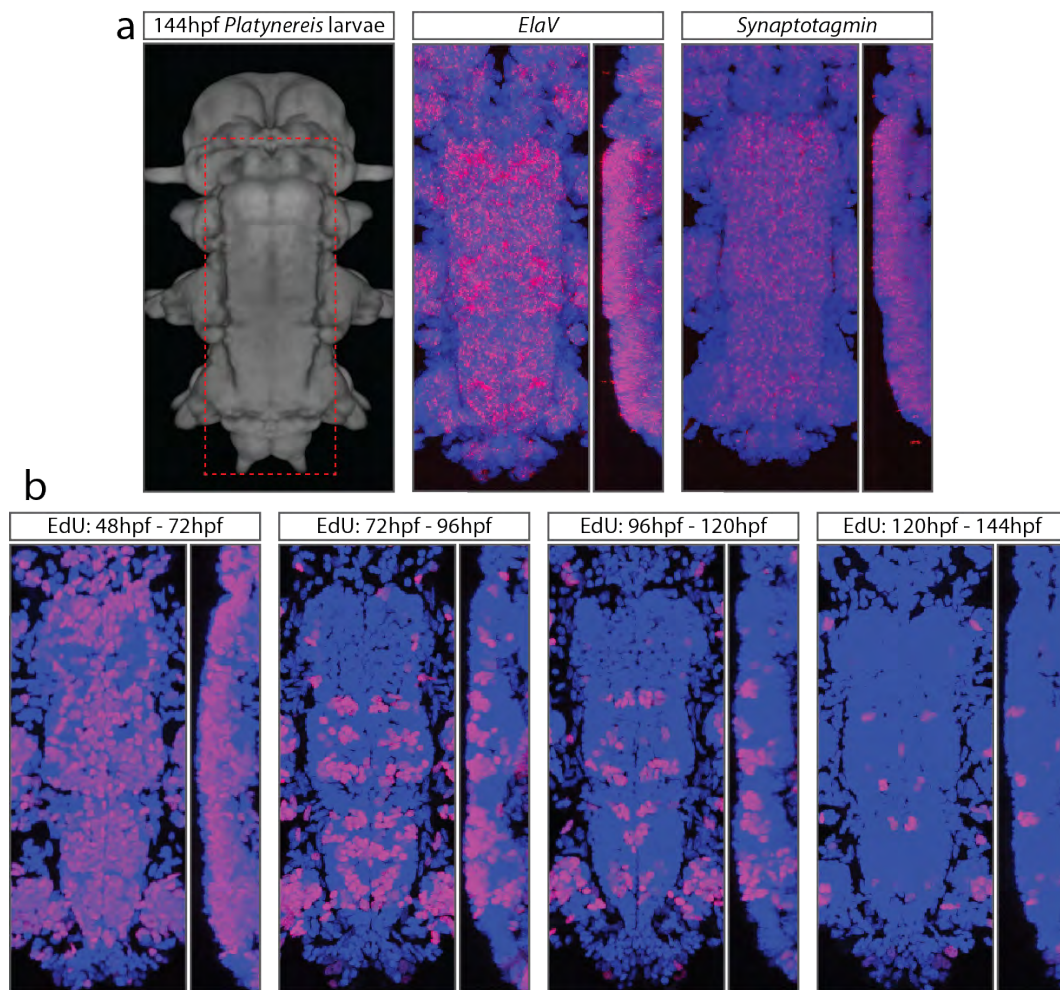 a
144hpf Platynereis larvae
ElaV
Synaptotagmin
b
EdU: 48hpf - 72hpf
EdU: 72hpf - 96hpf
EdU: 96hpf - 120hpf
EdU: 120hpf - 144hpf